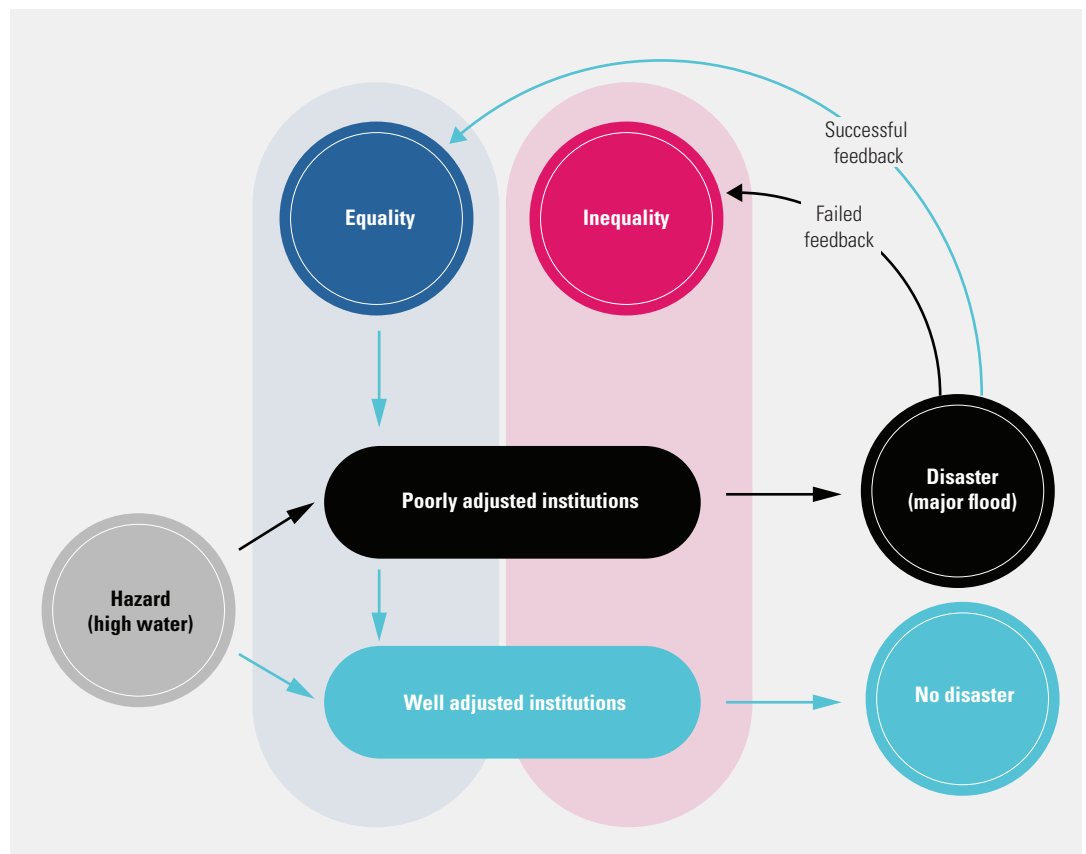 Successful
feedback
Equality
Inequality
Failed
feedback
Poorly adjusted institutions
Disaster
(major flood)
Hazard
(high water)
Well adjusted institutions
No disaster